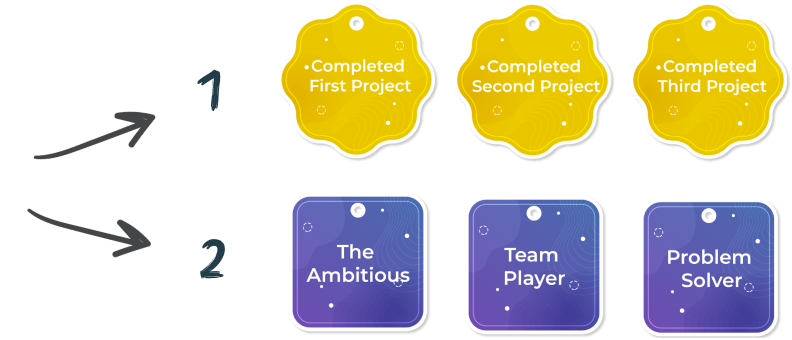 1
Completed
First Project
Completed
Second Project
Completed
Third Project
2
The
Ambitious
Team
Player
Problem
Solver